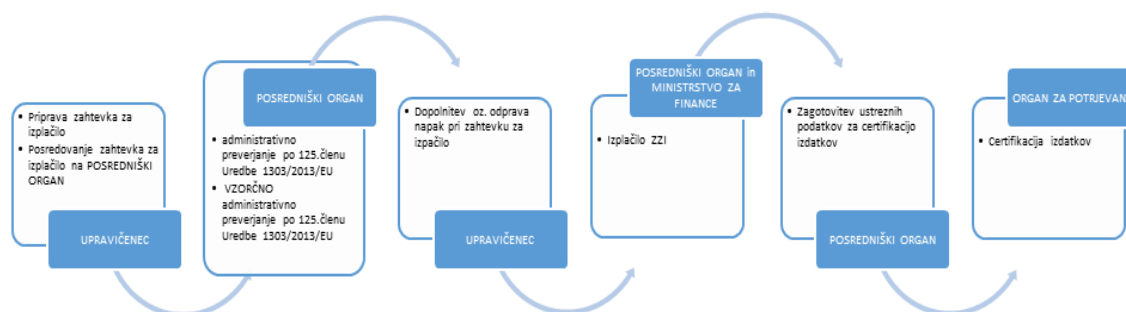 • Priprava zahtevka za
izplačilo
• Posredovanje zahtevka za
izplačilo na POSREDNIŠKI
ORGAN
UPRAVIČENEC
POSREDNIŠKI ORGAN
• administrativno
preverjanje po 125.členu
Uredbe 1303/2013/EU
• VZORČNO
administrativno
preverjanje po 125.členu
Uredbe 1303/2013/EU
• Dopolnitev oz. odprava
napak pri zahtevku za
izpačilo
UPRAVIČENEC
POSREDNIŠKI ORGAN in
MINISTRSTVO ZA
FINANCE
• Izplačilo ZZI
• Zagotovitev ustreznih
podatkov za certifikacijo
izdatkov
POSREDNIŠKI ORGAN
ORGAN ZA POTRJEVAN
• Certifikacija izdatkov